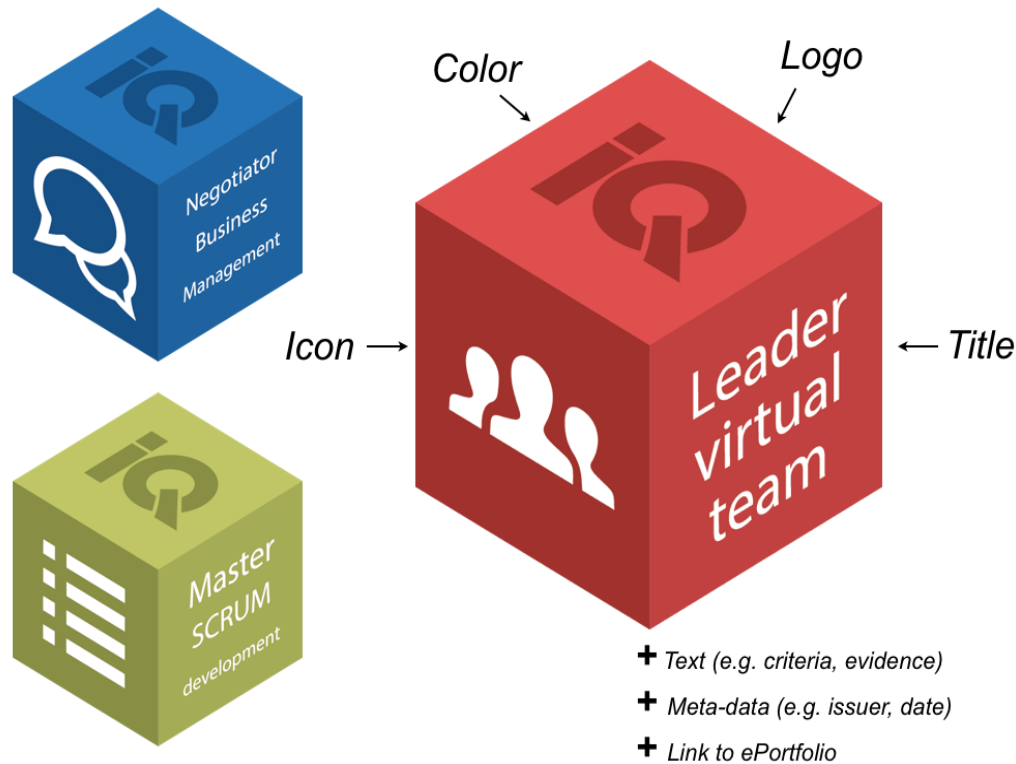 iQ
Negotiator
Business
Management
Color
Logo
iQ
Icon
Leader
virtual
team
Title
iQ
Master
SCRUM
development
+ Text (e.g. criteria, evidence)
+ Meta-data (e.g. issuer, date)
+ Link to ePortfolio